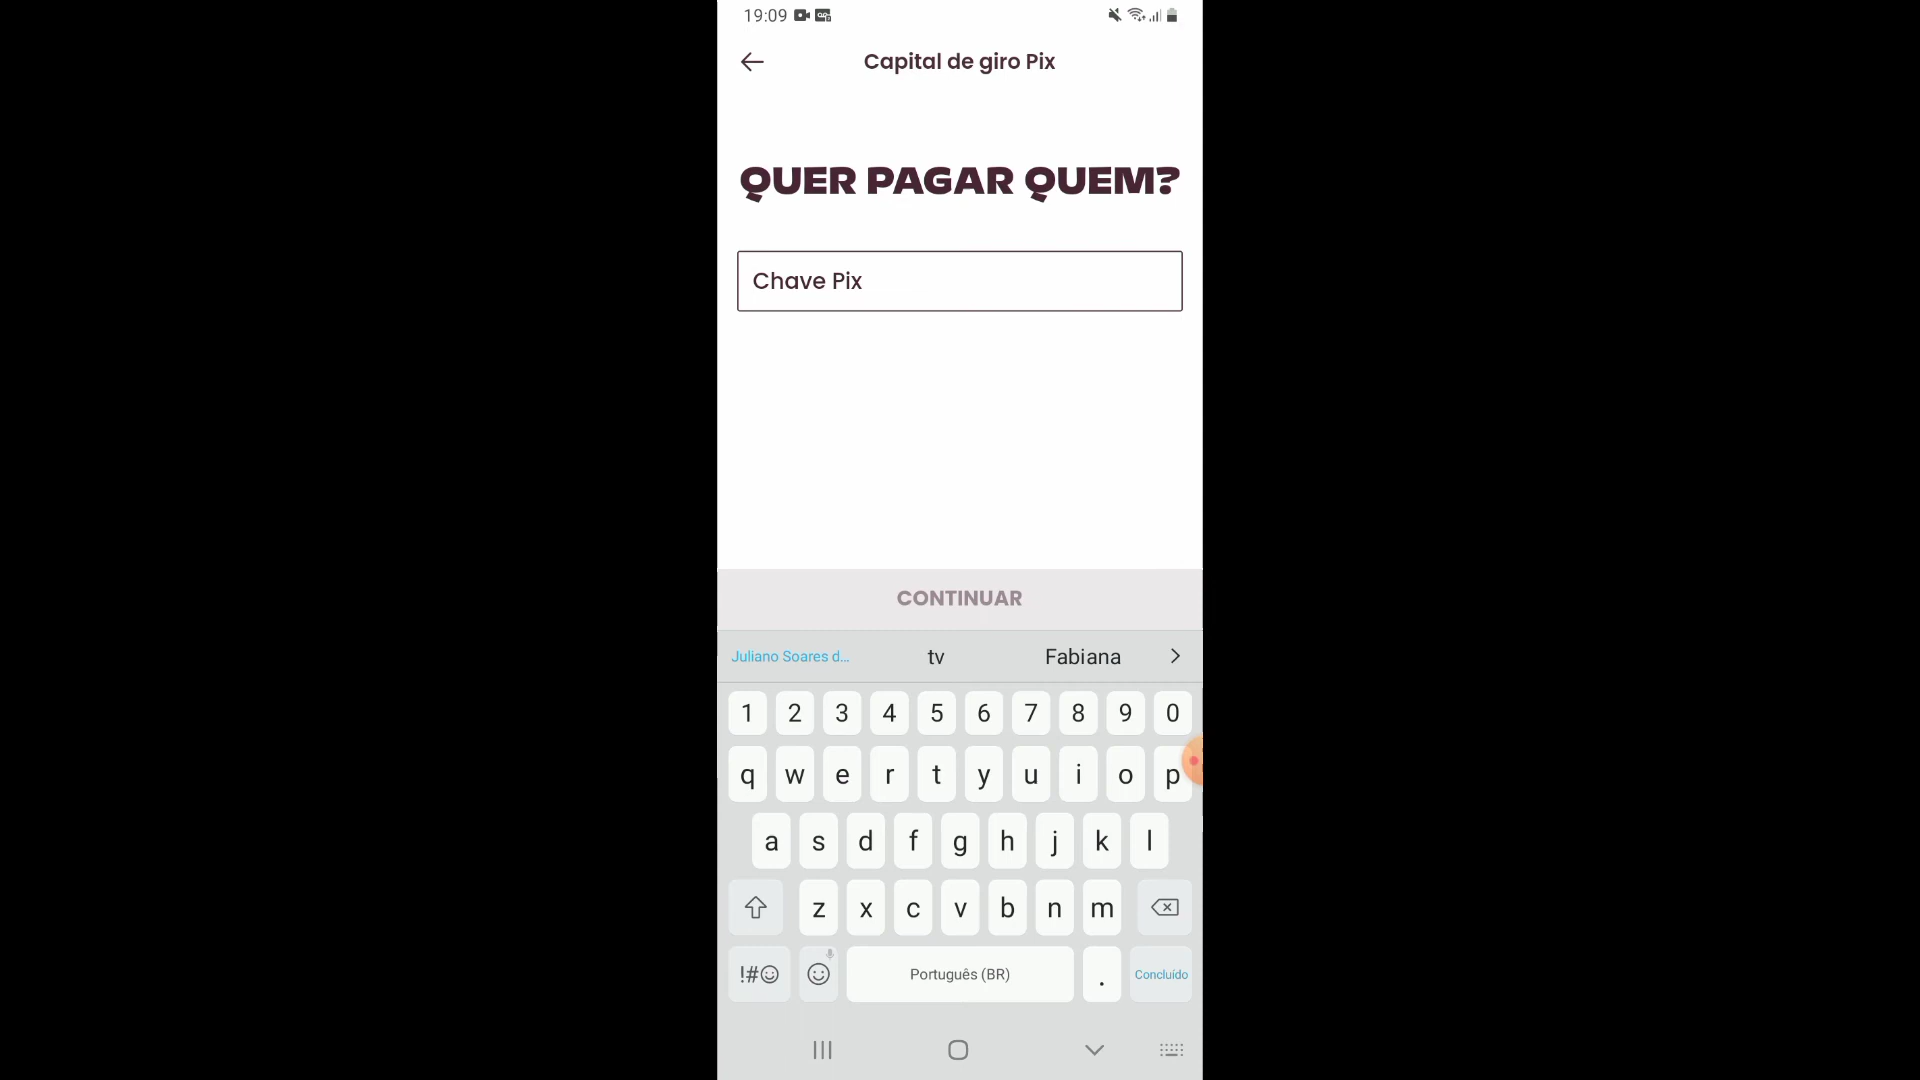 19:09
Capital de giro Pix
QUER PAGAR QUEM?
Chave Pix
CONTINUAR
Juliano Soares d... tv Fabiana
1 2 3 4 5 6 7 8 9 0
q w e r t y u i o p
a s d f g h j k l
z x c v b n m
!# Português (BR) . Concluído